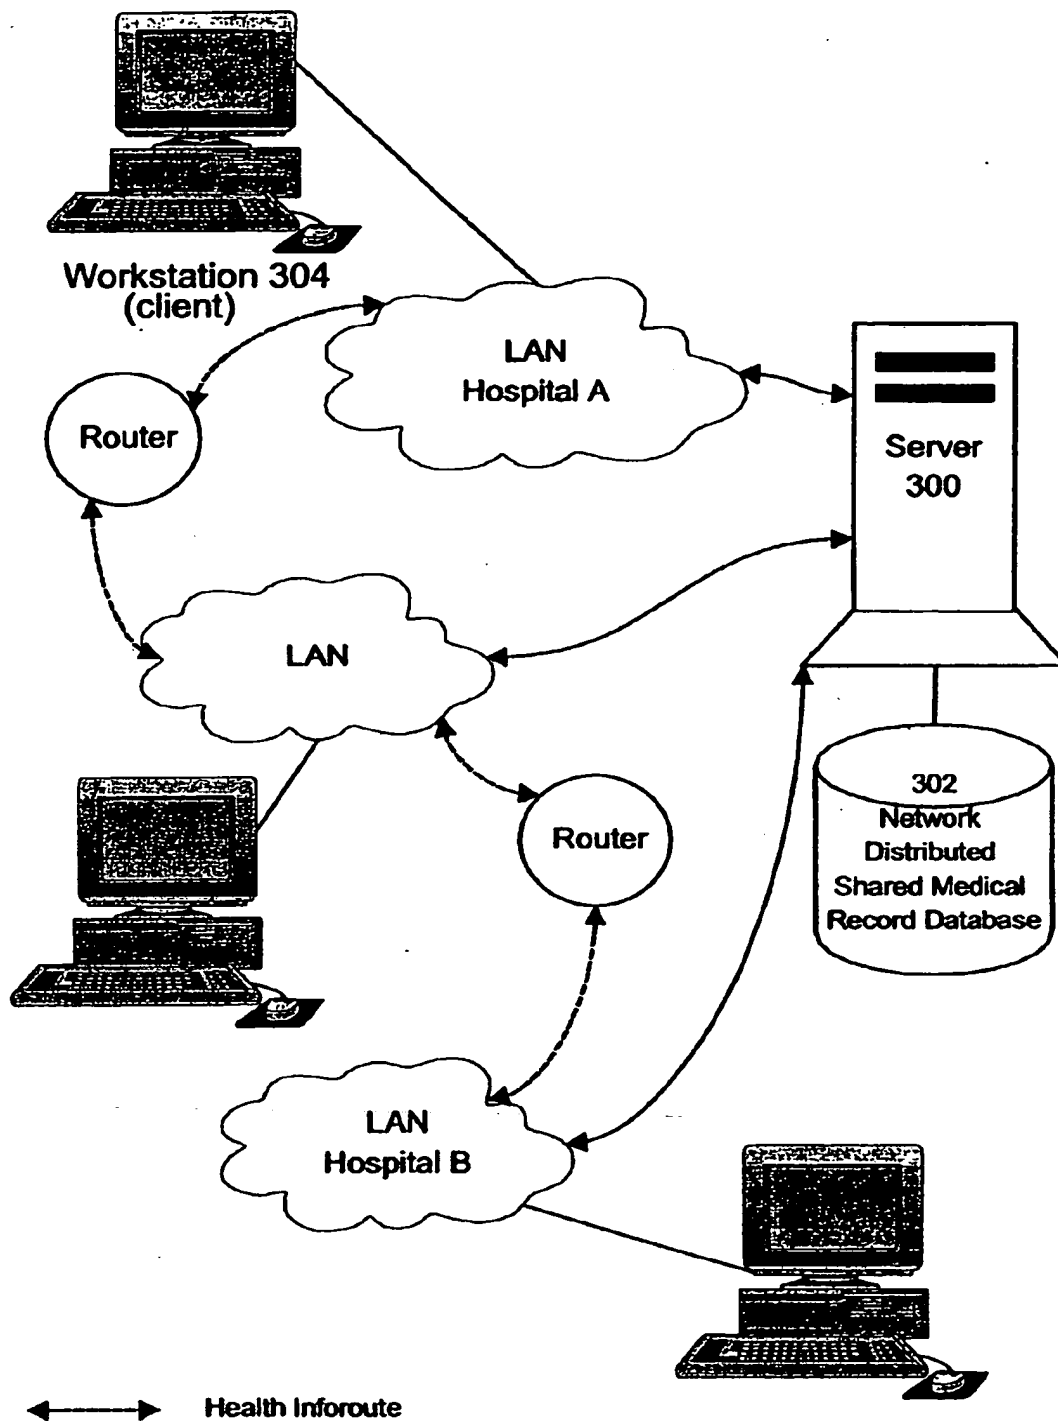 Workstation 304
(client)
LAN
Hospital A
Router
Server
300
LAN
302
Network
Distributed
Shared Medical
Record Database
Router
LAN
Hospital B
Health Inforoute